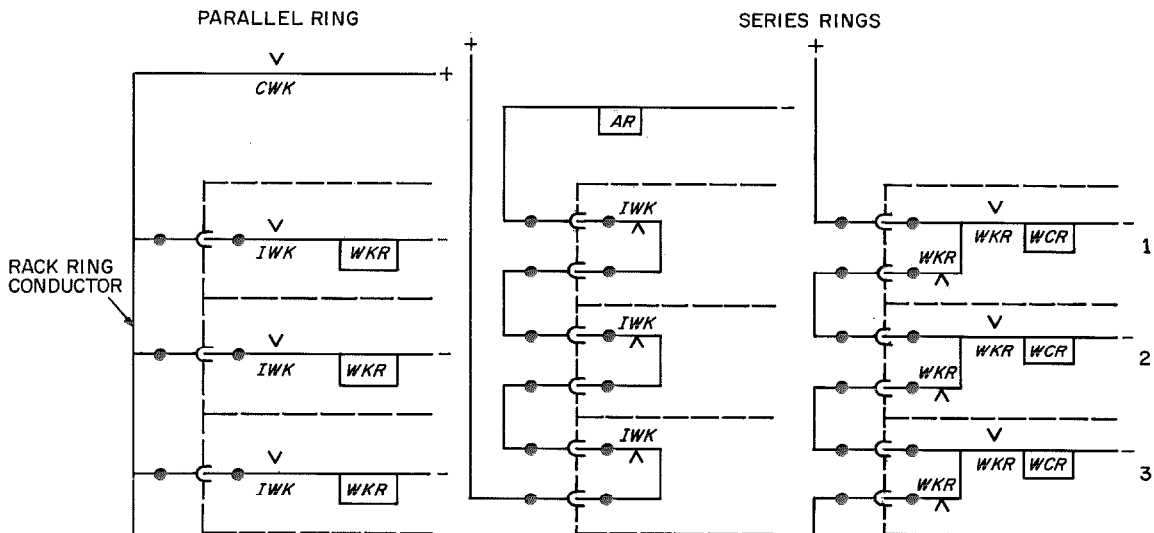 PARALLEL RING
SERIES RINGS
+
+
+
CWK
-
AR
RACK RING
CONDUCTOR
IWK
WKR
-
IWK
WKR
-
IWK
WKR
-
IWK
IWK
IWK
WKR
WCR
-
1
WKR
WKR
WCR
-
2
WKR
WKR
WCR
-
3
WKR